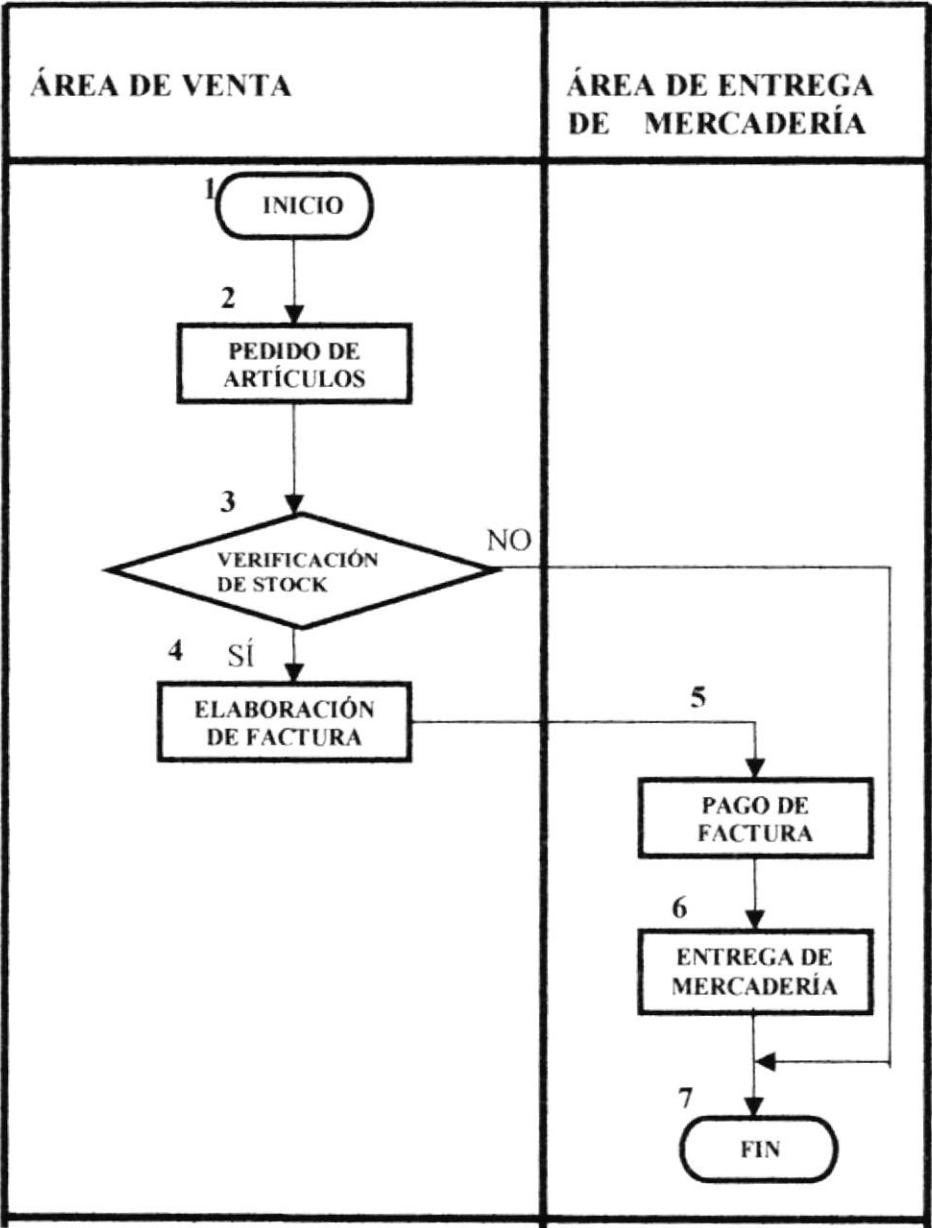 ÁREA DE VENTA
ÁREA DE ENTREGA
DE MERCADERÍA
1
INICIO
2
PEDIDO DE
ARTÍCULOS
3
VERIFICACIÓN
DE STOCK
NO
4
SÍ
ELABORACIÓN
DE FACTURA
5
PAGO DE
FACTURA
6
ENTREGA DE
MERCADERÍA
7
FIN